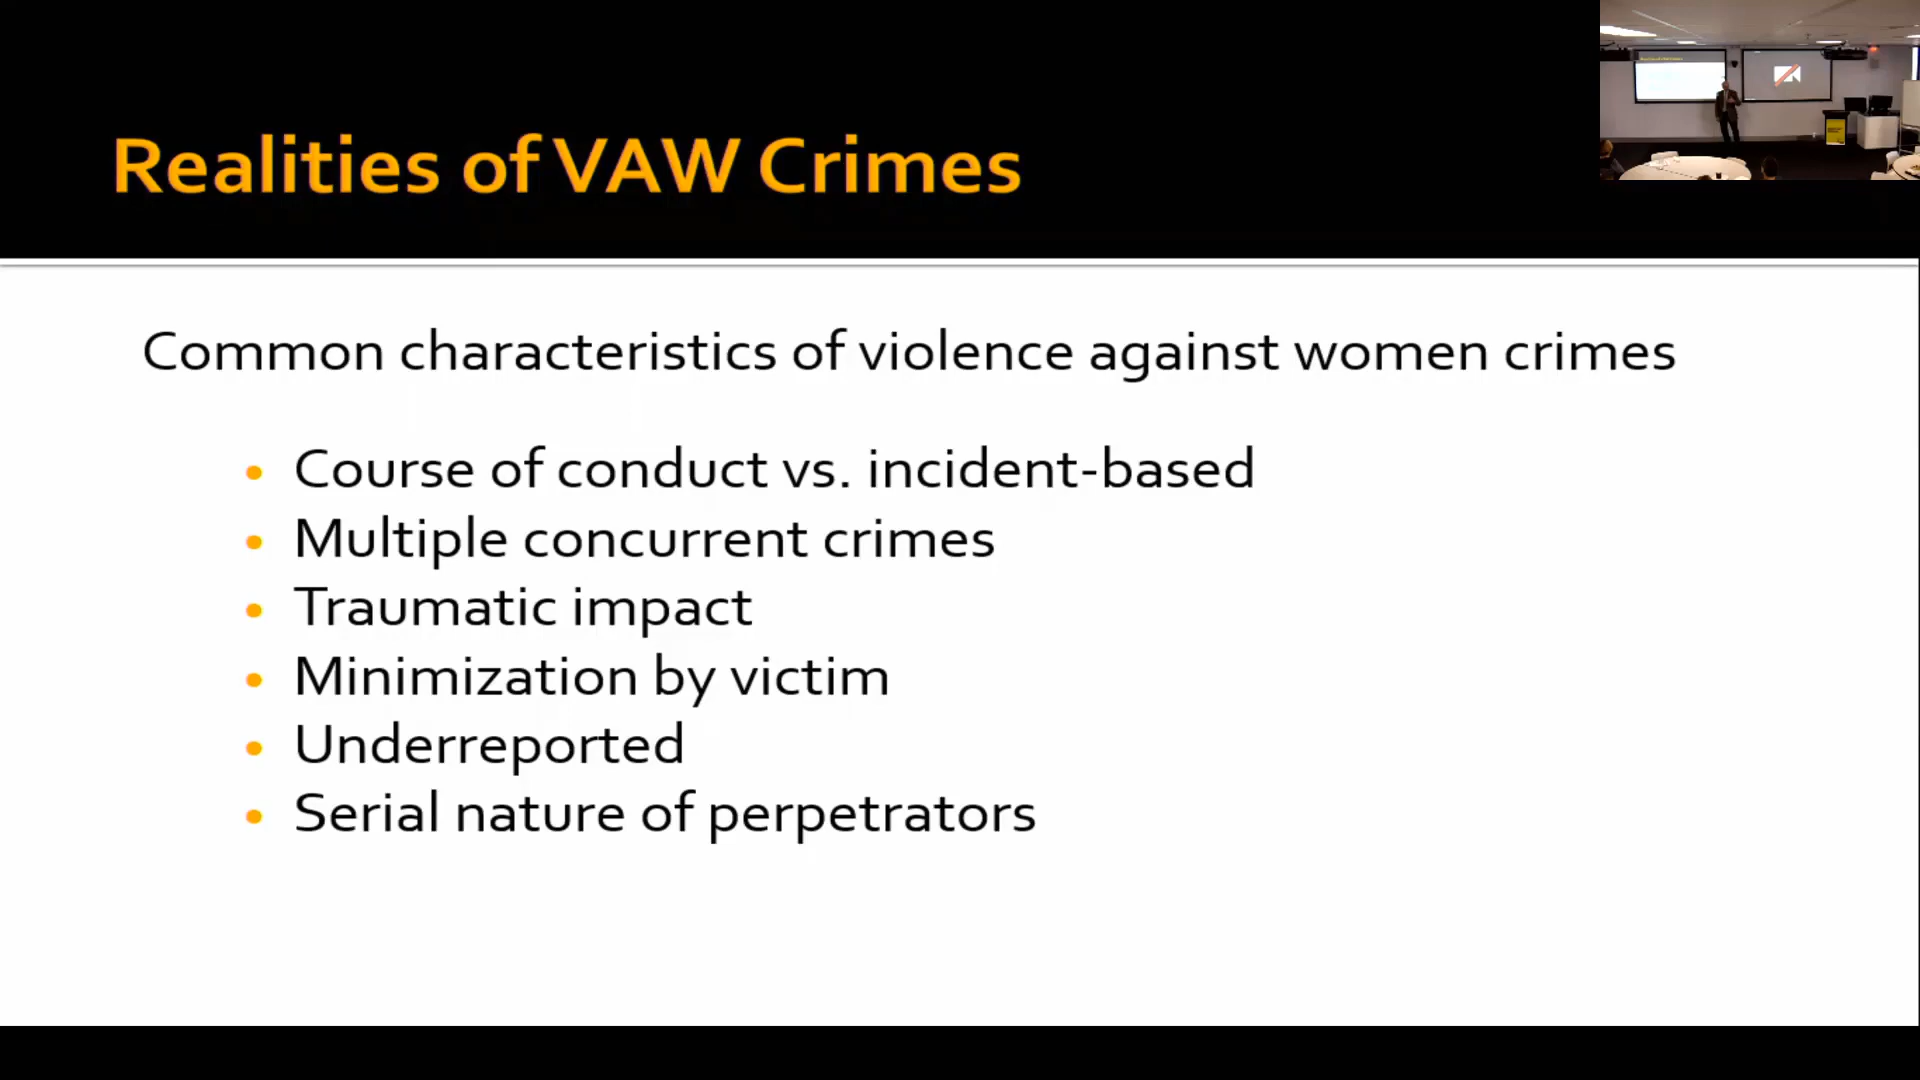 Realities of VAW Crimes
Common characteristics of violence against women crimes
• Course of conduct vs. incident-based
• Multiple concurrent crimes
• Traumatic impact
• Minimization by victim
• Underreported
• Serial nature of perpetrators